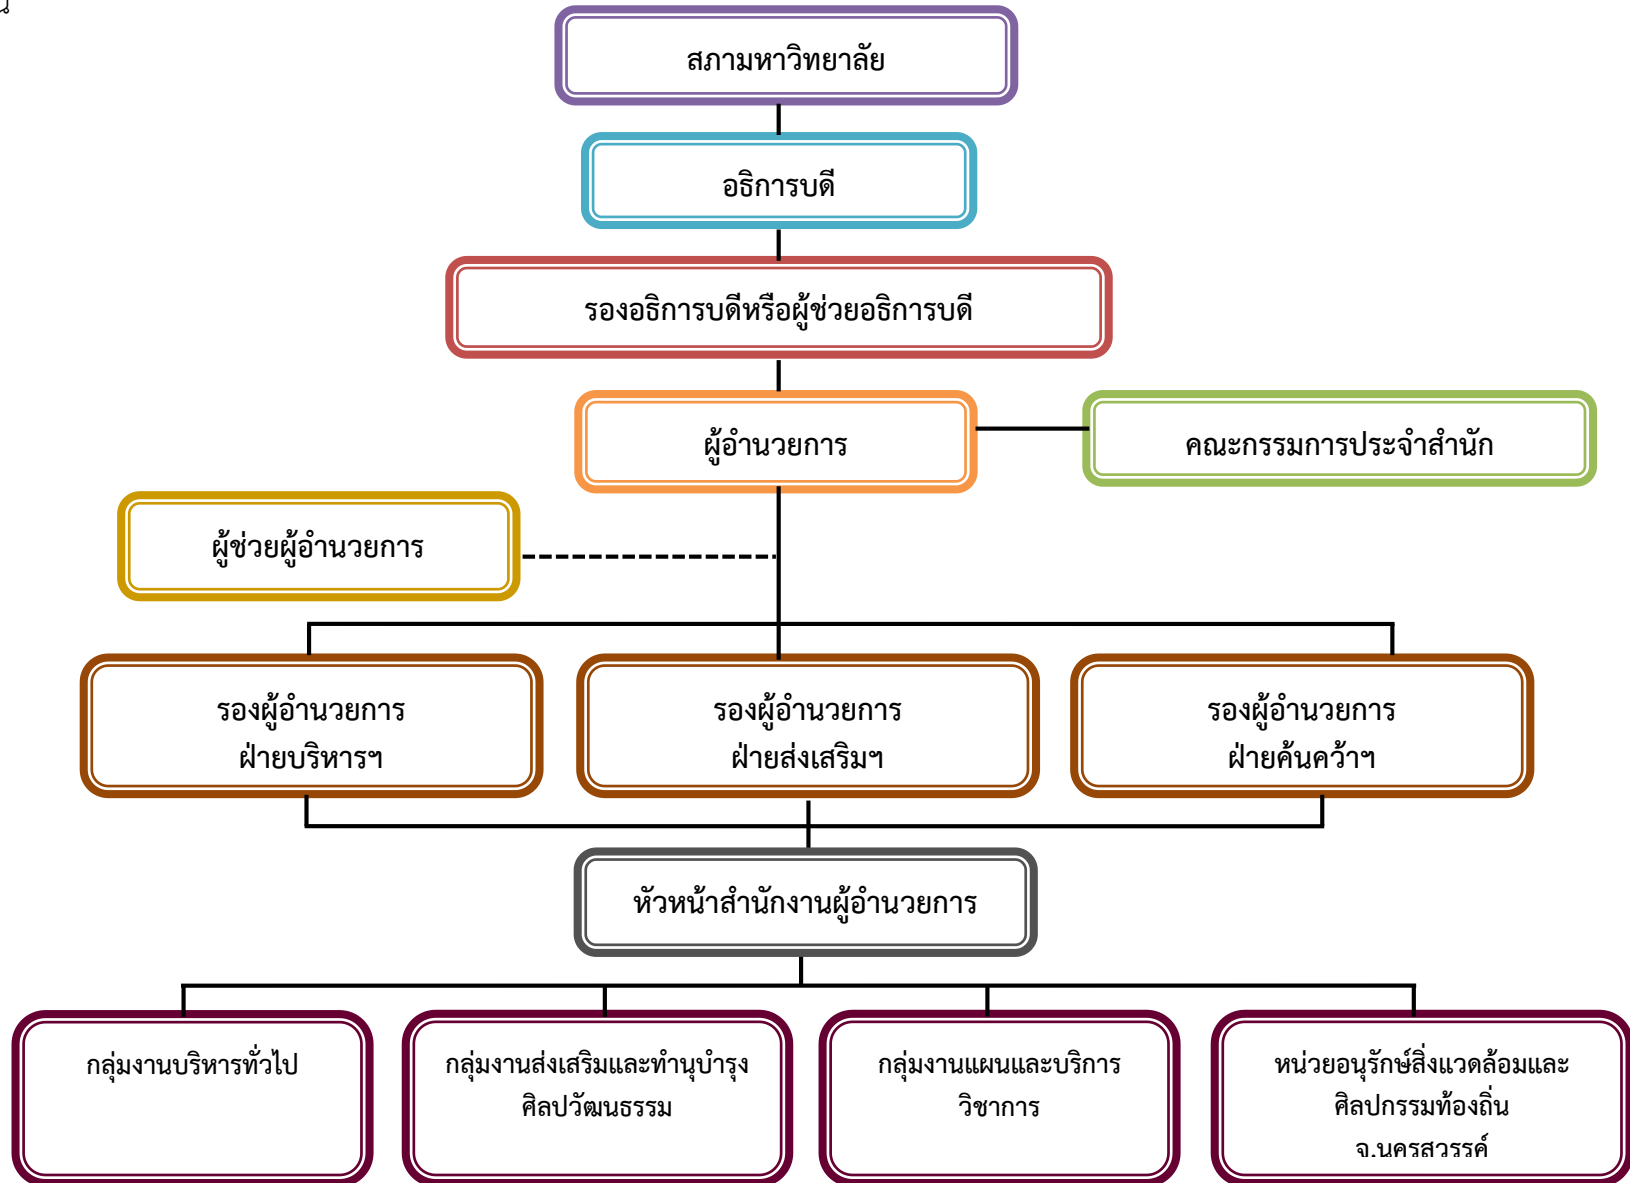 สภามหาวิทยาลัย
อธิการบดี
รองอธิการบดีหรือผู้ช่วยอธิการบดี
ผู้อำนวยการ
คณะกรรมการประจำสำนัก
ผู้ช่วยผู้อำนวยการ
รองผู้อำนวยการ
ฝ่ายบริหารฯ
รองผู้อำนวยการ
ฝ่ายส่งเสริมฯ
รองผู้อำนวยการ
ฝ่ายค้นคว้าฯ
หัวหน้าสำนักงานผู้อำนวยการ
กลุ่มงานบริหารทั่วไป
กลุ่มงานส่งเสริมและทำนุบำรุง
ศิลปวัฒนธรรม
กลุ่มงานแผนและบริการ
วิชาการ
หน่วยอนุรักษ์สิ่งแวดล้อมและ
ศิลปกรรมท้องถิ่น
จ.นครสวรรค์